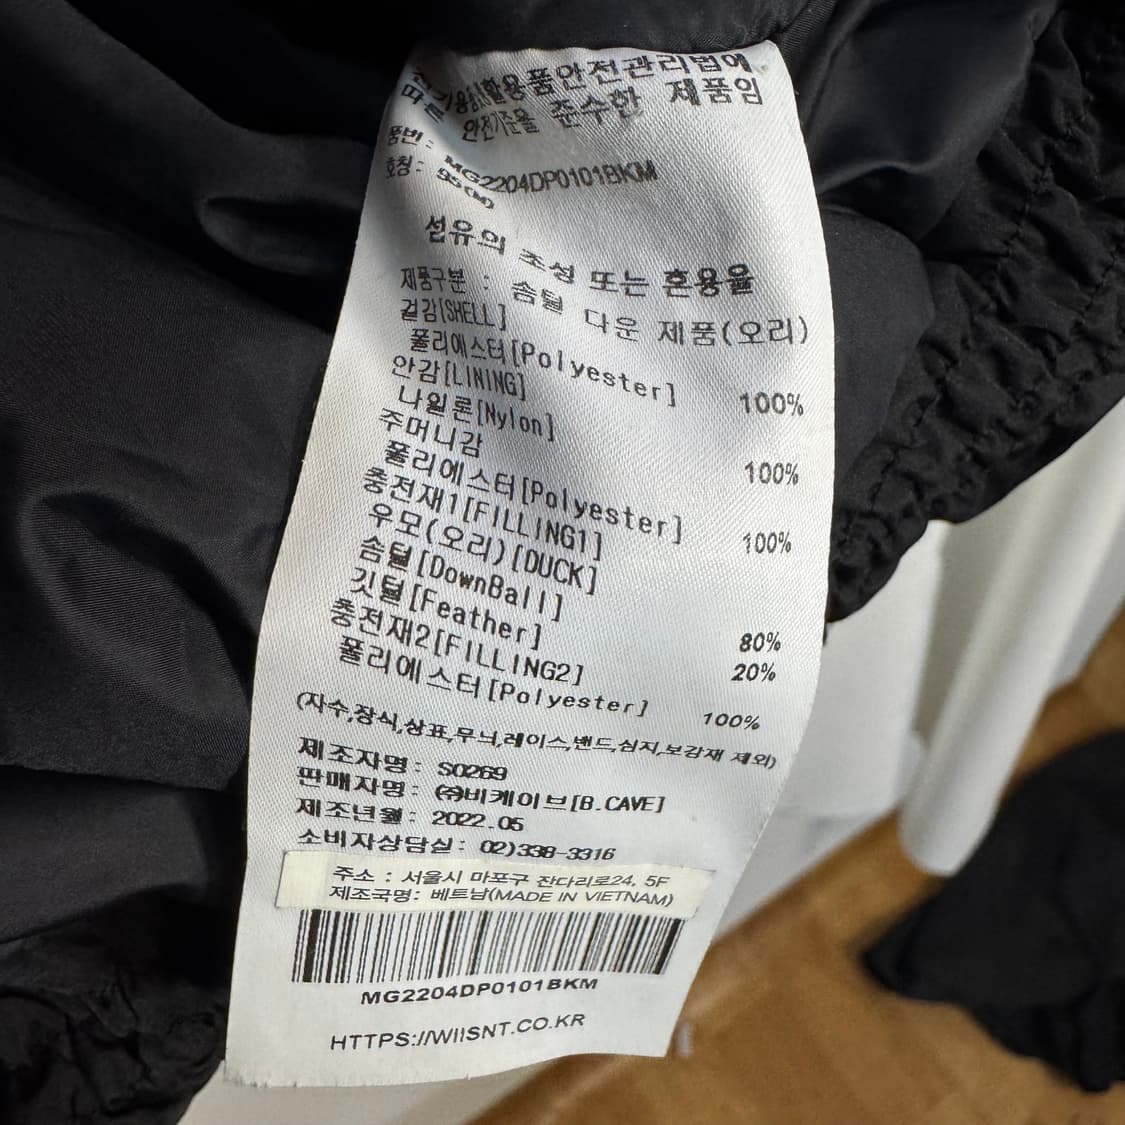 전기용품및생활용품안전관리법에
따른 안전기준을 준수한 제품임
품번 : MG2204DP0101BKM
호칭 : 95(M)
섬유의 조성 또는 혼용율
제품구분 : 솜털 다운 제품(오리)
겉감[SHELL]
폴리에스터[Polyester] 100%
안감[LINING]
나일론[Nylon] 100%
주머니감
폴리에스터[Polyester] 100%
충전재1[FILLING1]
우모(오리)[DUCK]
솜털[DownBall] 80%
깃털[Feather] 20%
충전재2[FILLING2]
폴리에스터[Polyester] 100%
(자수,장식,상표,무늬,레이스,밴드,심지,보강재 제외)
제조자명: S0269
판매자명: ㈜비케이브[B.CAVE]
제조년월: 2022.05
소비자상담실: 02)338-3316
주소 : 서울시 마포구 잔다리로24, 5F
제조국명: 베트남(MADE IN VIETNAM)
MG2204DP0101BKM
HTTPS://WIISNT.CO.KR